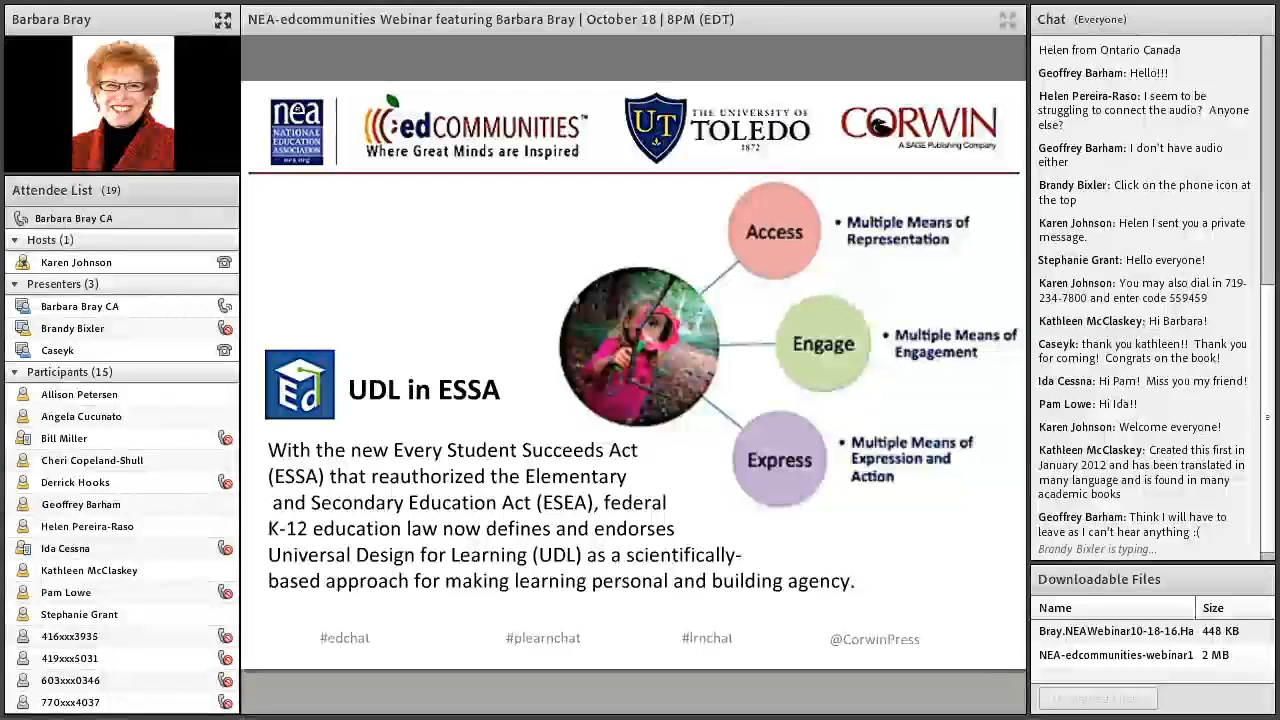 Barbara Bray
NEA-edcommunities Webinar featuring Barbara Bray | October 18 | 8PM (EDT)
Attendee List (19)
Barbara Bray CA
Hosts (1)
Karen Johnson
Presenters (3)
Barbara Bray CA
Brandy Bixler
Caseyk
Participants (15)
Allison Petersen
Angela Cucunato
Bill Miller
Cheri Copeland-Shull
Derrick Hooks
Geoffrey Barham
Helen Pereira-Raso
Ida Cessna
Kathleen McClaskey
Pam Lowe
Stephanie Grant
416xxx3935
419xxx5031
603xxx0346
770xxx4037
nea
NATIONAL
EDUCATION
ASSOCIATION
nea.org
edCOMMUNITIES™
Where Great Minds are Inspired
UT
THE UNIVERSITY OF
TOLEDO
1872
CORWIN
A SAGE Publishing Company
Access
• Multiple Means of
Representation
Engage
• Multiple Means of
Engagement
Express
• Multiple Means of
Expression and
Action
Ed
UDL in ESSA
With the new Every Student Succeeds Act
(ESSA) that reauthorized the Elementary
and Secondary Education Act (ESEA), federal
K-12 education law now defines and endorses
Universal Design for Learning (UDL) as a scientifically-
based approach for making learning personal and building agency.
#edchat
#plearnchat
#lrnchat
@CorwinPress
Chat (Everyone)
Helen from Ontario Canada
Geoffrey Barham: Hello!!!
Helen Pereira-Raso: I seem to be
struggling to connect the audio? Anyone
else?
Geoffrey Barham: I don't have audio
either
Brandy Bixler: Click on the phone icon at
the top
Karen Johnson: Helen I sent you a private
message.
Stephanie Grant: Hello everyone!
Karen Johnson: You may also dial in 719-
234-7800 and enter code 559459
Kathleen McClaskey: Hi Barbara!
Caseyk: thank you kathleen!! Thank you
for coming! Congrats on the book!
Ida Cessna: Hi Pam! Miss you my friend!
Pam Lowe: Hi Ida!!
Karen Johnson: Welcome everyone!
Kathleen McClaskey: Created this first in
January 2012 and has been translated in
many language and is found in many
academic books
Geoffrey Barham: Think I will have to
leave as I can't hear anything :(
Brandy Bixler is typing...
Downloadable Files
Name Size
Bray.NEAWebinar10-18-16.Ha 448 KB
NEA-edcommunities-webinar1 2 MB